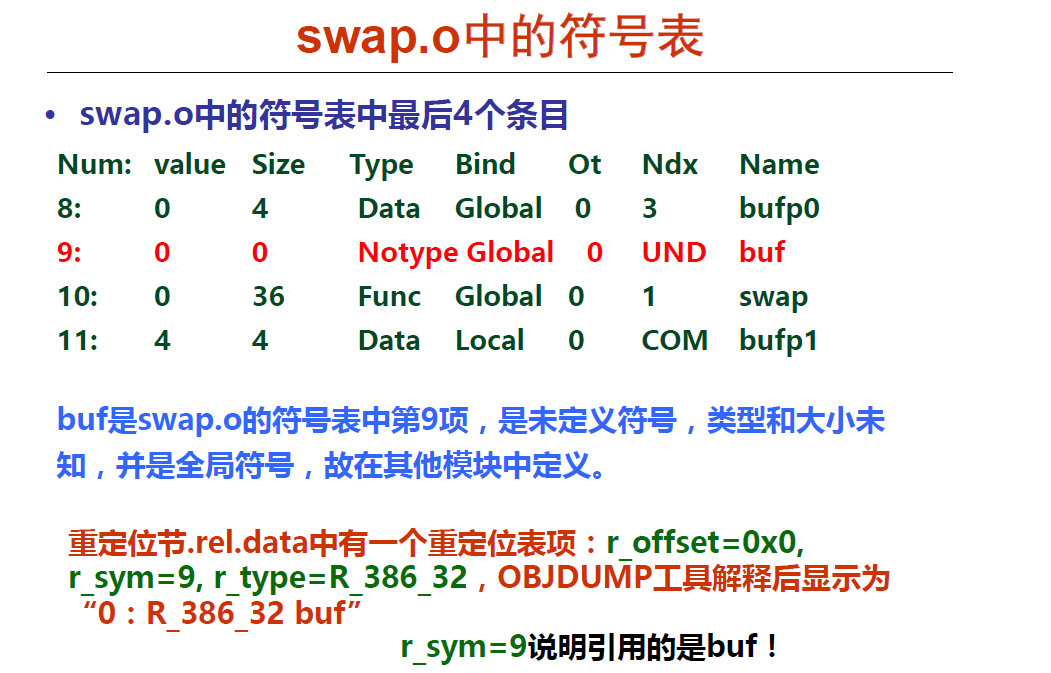 swap.o中的符号表
• swap.o中的符号表中最后4个条目
Num: value Size Type Bind Ot Ndx Name
8: 0 4 Data Global 0 3 bufp0
9: 0 0 Notype Global 0 UND buf
10: 0 36 Func Global 0 1 swap
11: 4 4 Data Local 0 COM bufp1
buf是swap.o的符号表中第9项，是未定义符号，类型和大小未
知，并是全局符号，故在其他模块中定义。
重定位节.rel.data中有一个重定位表项：r_offset=0x0,
r_sym=9, r_type=R_386_32，OBJDUMP工具解释后显示为
“0：R_386_32 buf”
r_sym=9说明引用的是buf！